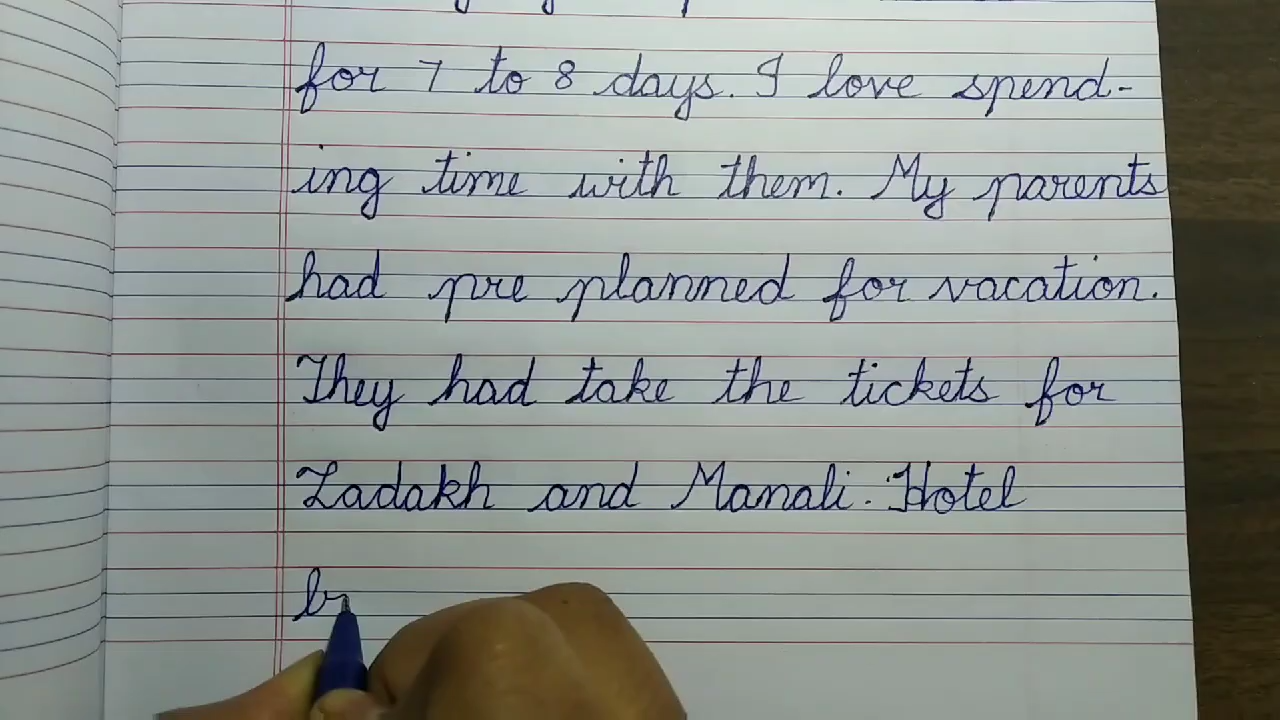 for 7 to 8 days. I love spend-
ing time with them. My parents
had pre planned for vacation.
They had take the tickets for
Ladakh and Manali. Hotel